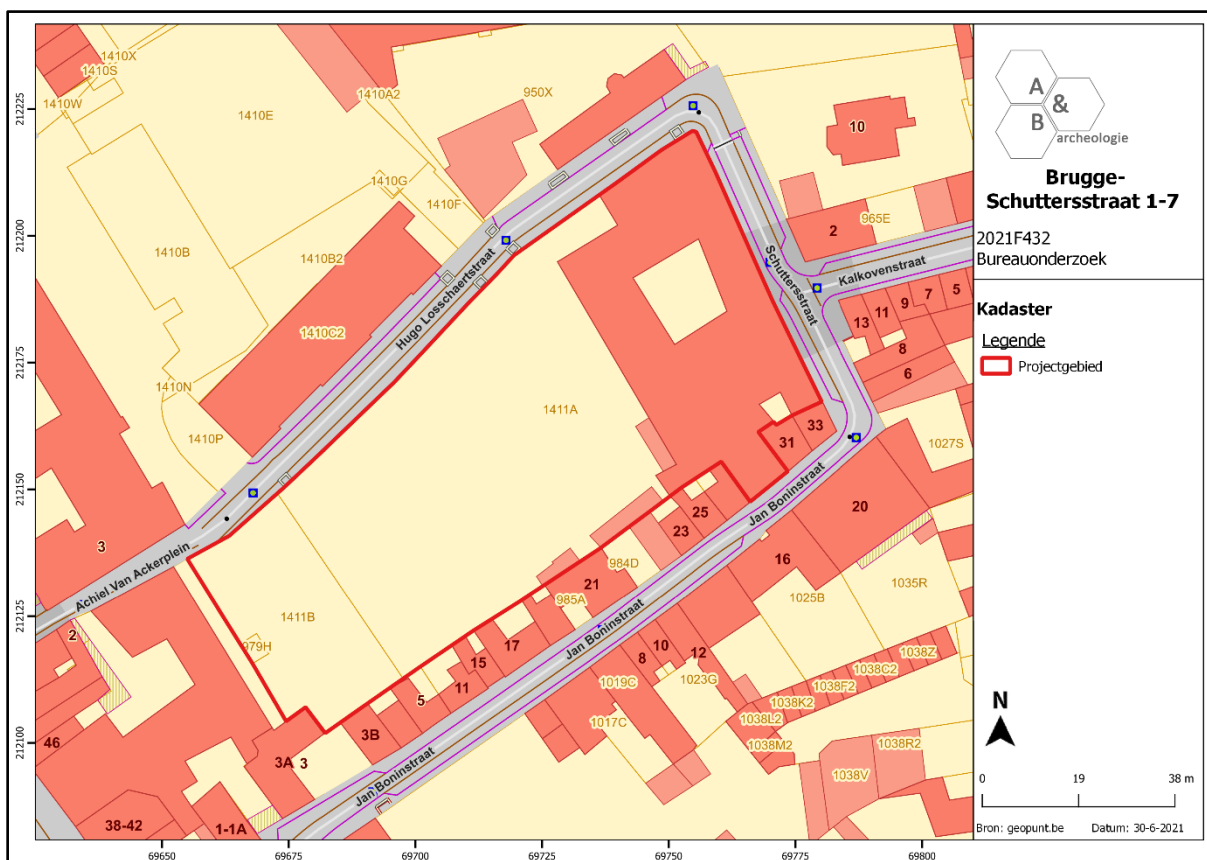 1410X
1410S
1410W
1410A2
1410E
950X
10
1410G
1410F
1410B
1410B2
1410C2
1410N
1410P
965E
2
Kalkovenstraat
Schuttersstraat
Hugo Losschaertstraat
13
11
9
7
5
8
6
1411A
31
33
1027S
20
25
23
Jan Boninstraat
984D
21
985A
16
1025B
1035R
3
Achiel Van Ackerplein
2
1411B
979H
17
15
11
5
3B
3A
3
Jan Boninstraat
Jan Boninstraat
8
10
12
1019C
1023G
1017C
1038Z
1038C2
1038F2
1038K2
1038L2
1038M2
1038R2
1038V
46
38-42
1-1A
212225
212200
212175
212150
212125
212100
69650
69675
69700
69725
69750
69775
69800
A
&
B
archeologie
Brugge-
Schuttersstraat 1-7
2021F432
Bureauonderzoek
Kadaster
Legende
Projectgebied
N
0 19 38 m
Bron: geopunt.be Datum: 30-6-2021